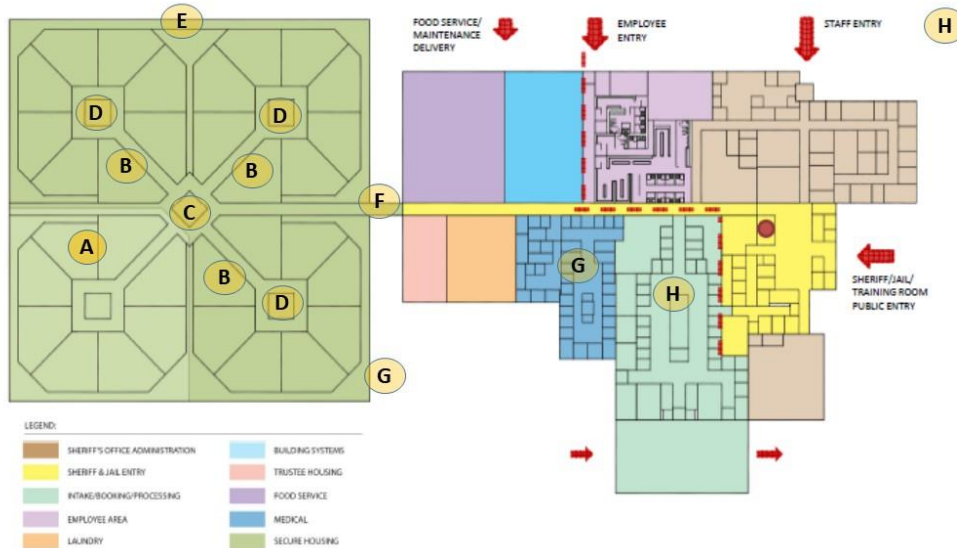 E
FOOD SERVICE/
MAINTENANCE
DELIVERY
EMPLOYEE
ENTRY
STAFF ENTRY
H
D
D
B
B
C
F
A
B
D
G
H
SHERIFF/JAIL/
TRAINING ROOM
PUBLIC ENTRY
G
LEGEND:
SHERIFF'S OFFICE ADMINISTRATION
BUILDING SYSTEMS
SHERIFF & JAIL ENTRY
TRUSTEE HOUSING
INTAKE/BOOKING/PROCESSING
FOOD SERVICE
EMPLOYEE AREA
MEDICAL
LAUNDRY
SECURE HOUSING